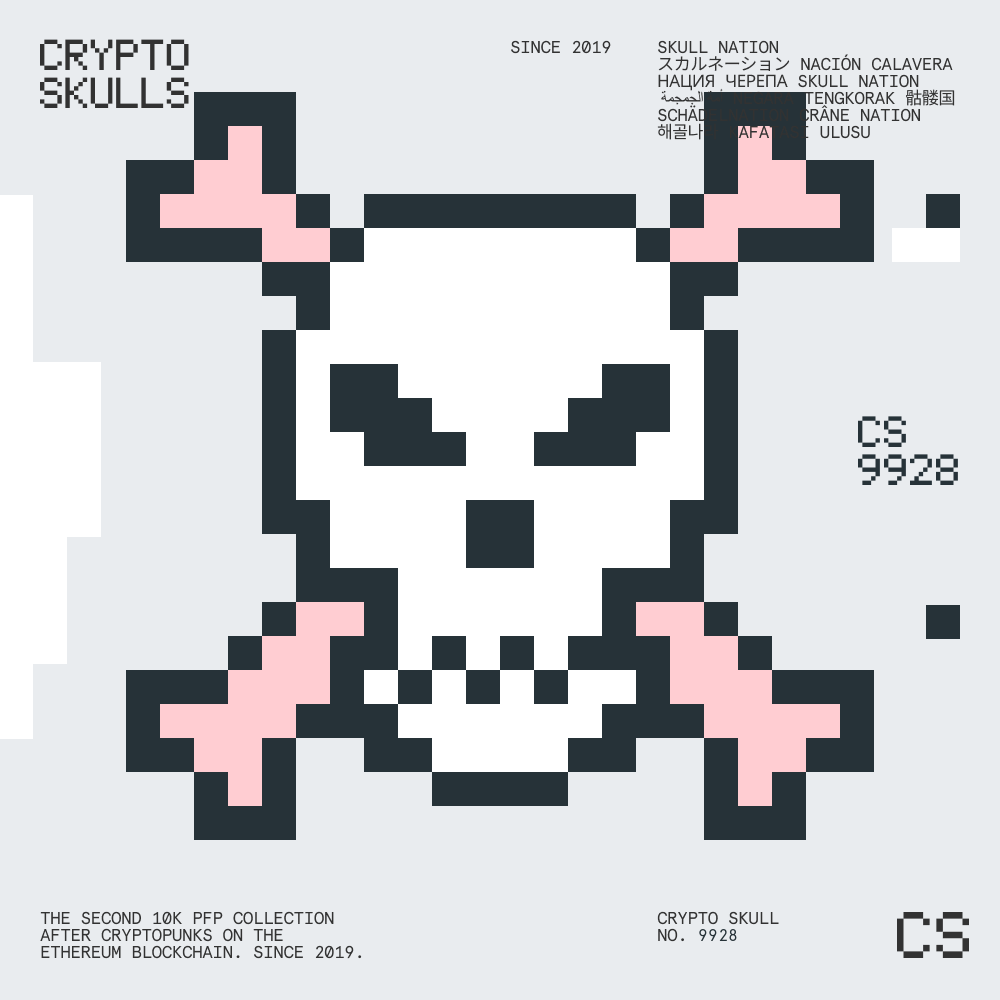 CRYPTO
SKULLS
SINCE 2019
SKULL NATION
スカルネーション NACIÓN CALAVERA
НАЦИЯ ЧЕРЕПА SKULL NATION
الجمجمة TENGKORAK 骷髅国
CRÂNE NATION
ULUSU
CS
9928
THE SECOND 10K PFP COLLECTION
AFTER CRYPTOPUNKS ON THE
ETHEREUM BLOCKCHAIN. SINCE 2019.
CRYPTO SKULL
NO. 9928
CS